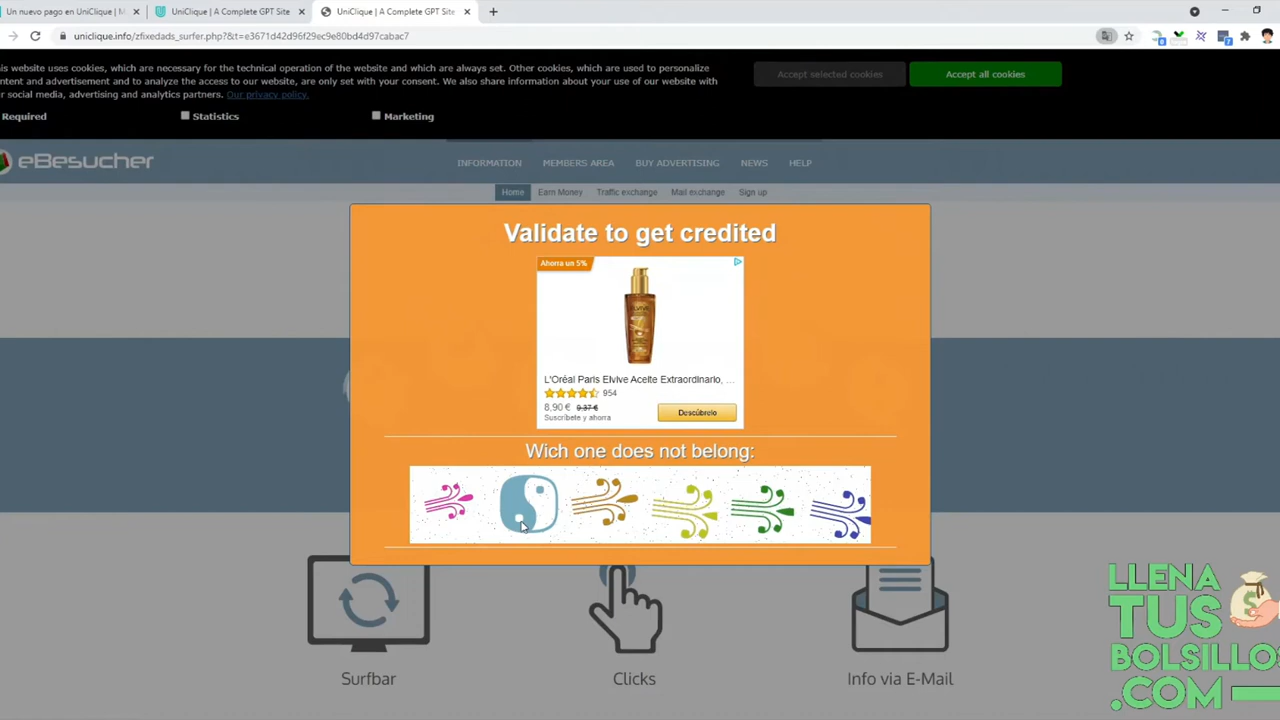 Un nuevo pago en UniClique | M
UniClique | A Complete GPT Site
UniClique | A Complete GPT Site
uniclique.info/zfixedads_surfer.php?&t=e3671d42d96f29ec9e80bd4d97cabac7
his website uses cookies, which are necessary for the technical operation of the website and which are always set. Other cookies, which are used to personalize
ontent and advertising and to analyze the access to our website, are only set with your consent. We also share information about your use of our website with
r social media, advertising and analytics partners. Our privacy policy.
Accept selected cookies
Accept all cookies
Required
Statistics
Marketing
eBesucher
INFORMATION
MEMBERS AREA
BUY ADVERTISING
NEWS
HELP
Home
Earn Money
Traffic exchange
Mail exchange
Sign up
Validate to get credited
Ahorra un 5%
L'Oréal Paris Elvive Aceite Extraordinario, ...
954
8,90 € 9,37 €
Suscríbete y ahorra
Descúbrelo
Wich one does not belong:
Surfbar
Clicks
Info via E-Mail
LLENA
TUS
BOLSILLOS
.COM